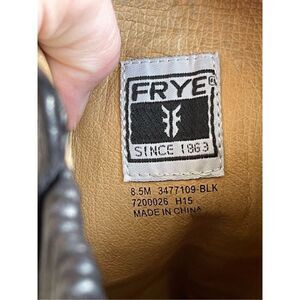 FRYE®
SINCE 1863
8.5M 3477109-BLK
7200026 H15
MADE IN CHINA